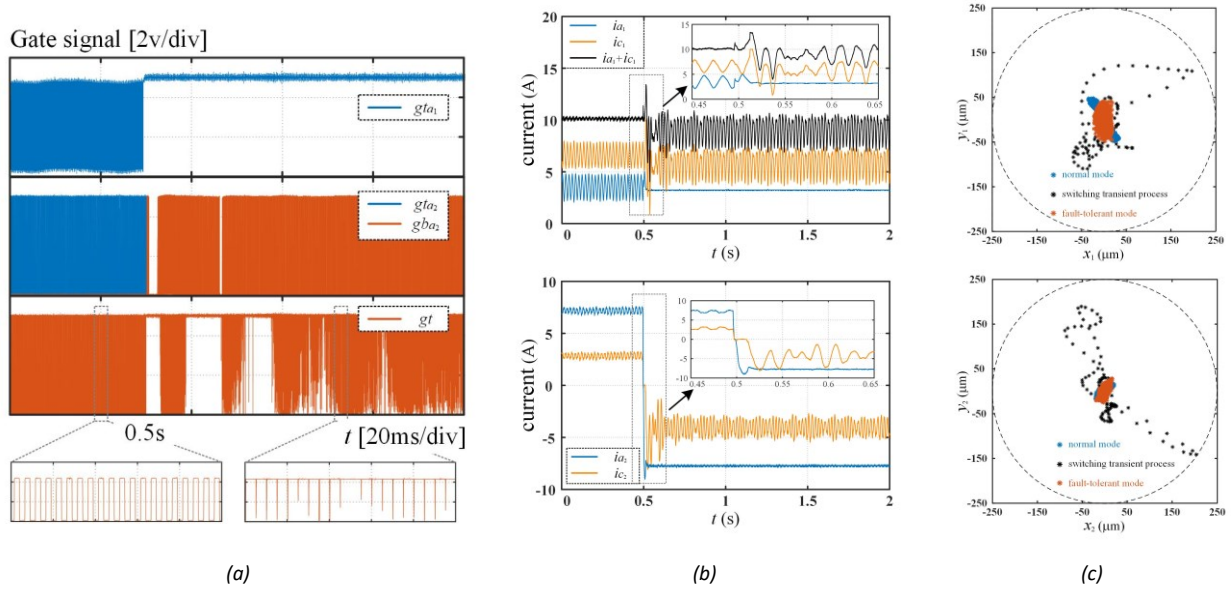 Gate signal [2v/div]
gta₁
gta₂
gba₂
gt
0.5s
t [20ms/div]
(a)
20
15
10
5
0
current (A)
ia₁
ic₁
ia₁+ic₁
15
10
5
0
0.45 0.5 0.55 0.6 0.65
0 0.5 1 1.5 2
t (s)
10
5
0
-5
-10
current (A)
10
5
0
-5
-10
0.45 0.5 0.55 0.6 0.65
ia₂
ic₂
0 0.5 1 1.5 2
t (s)
(b)
250
150
50
-50
-150
-250
y₁ (μm)
normal mode
switching transient process
fault-tolerant mode
-250 -150 -50 50 150 250
x₁ (μm)
250
150
50
-50
-150
-250
y₂ (μm)
normal mode
switching transient process
fault-tolerant mode
-250 -150 -50 50 150 250
x₂ (μm)
(c)